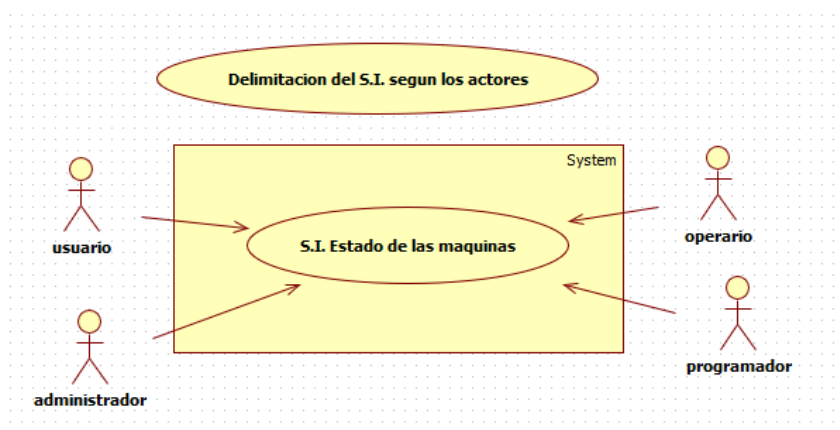 Delimitacion del S.I. segun los actores
System
usuario
S.I. Estado de las maquinas
operario
administrador
programador